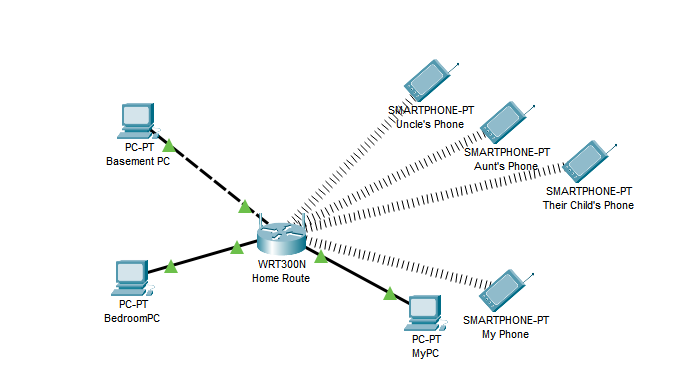 SMARTPHONE-PT
Uncle's Phone
SMARTPHONE-PT
Aunt's Phone
SMARTPHONE-PT
Their Child's Phone
PC-PT
Basement PC
WRT300N
Home Route
PC-PT
BedroomPC
SMARTPHONE-PT
My Phone
PC-PT
MyPC